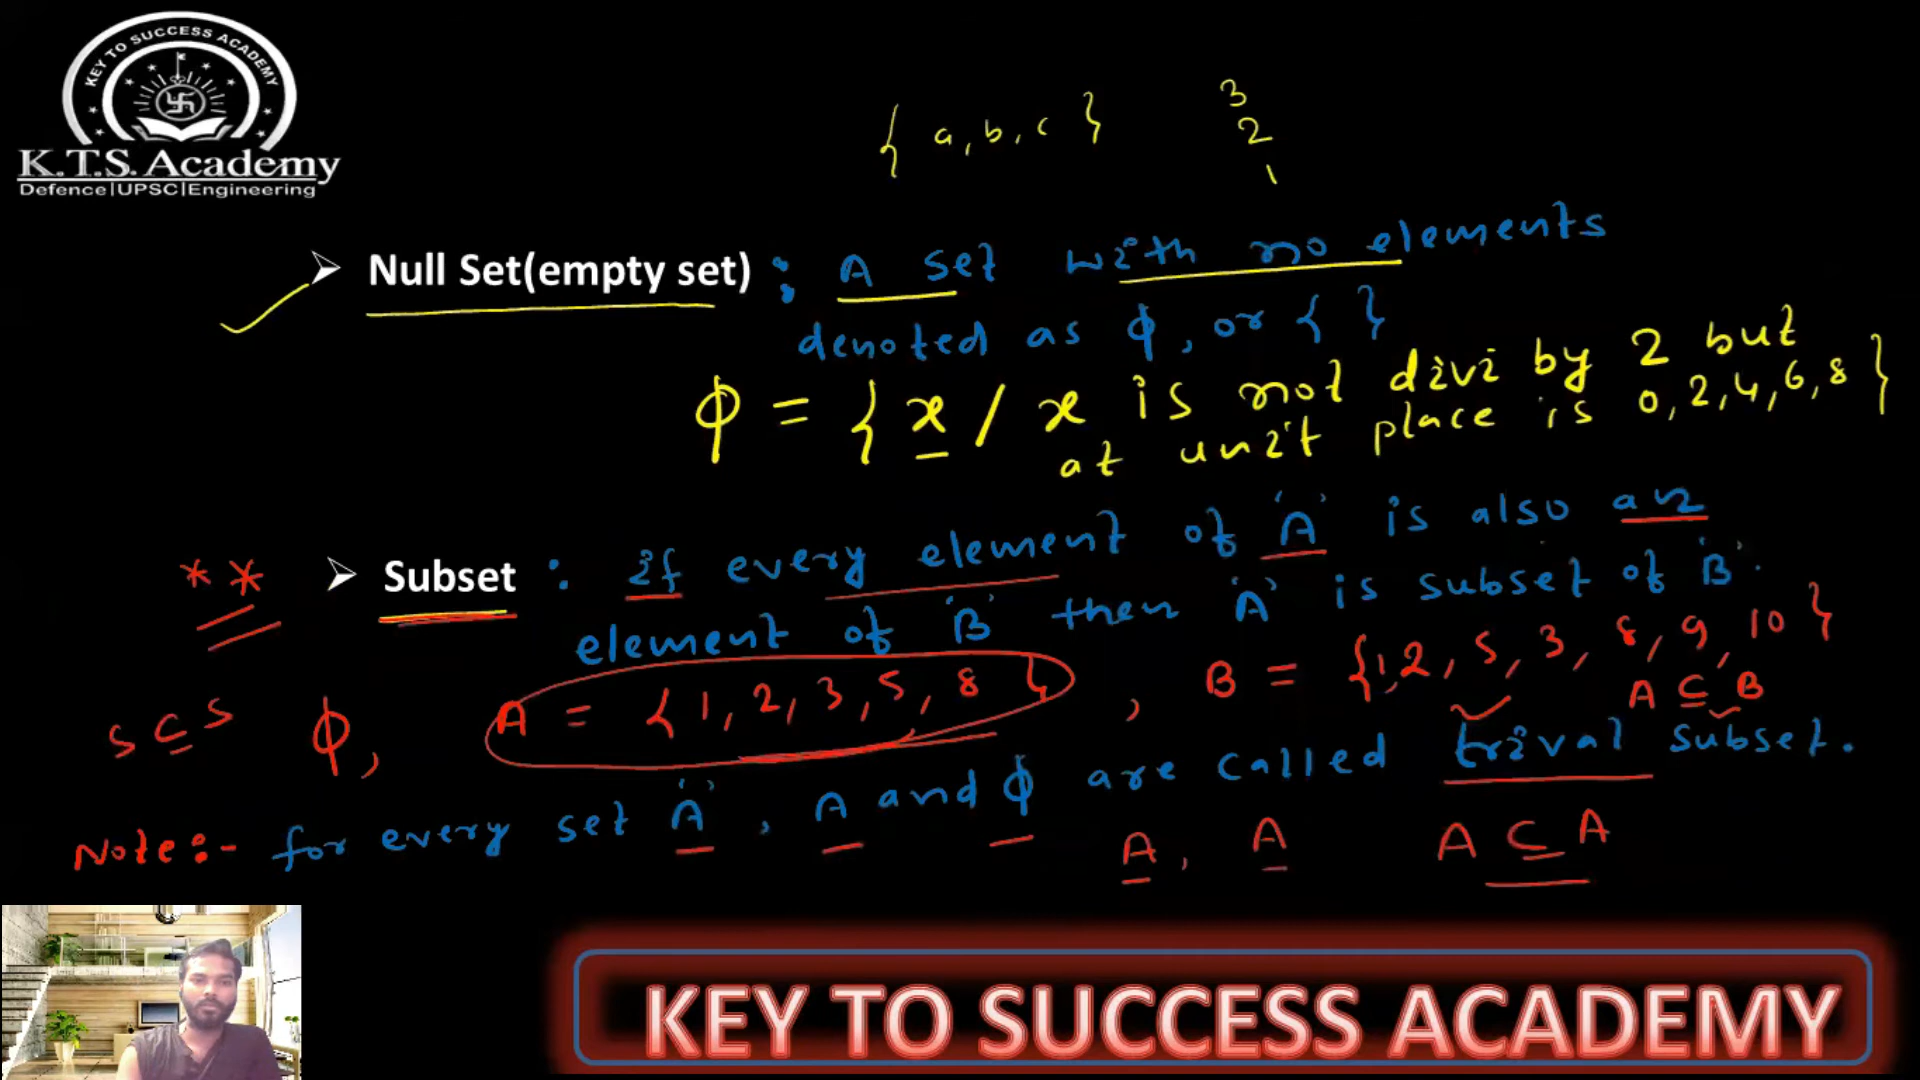 KEY TO SUCCESS ACADEMY
K.T.S. Academy
Defence|UPSC|Engineering
{ a, b, c }
3
2
1
➢ Null Set(empty set) : A set with no elements
denoted as ϕ, or { }
ϕ = { x / x is not divi by 2 but
at unit place is 0, 2, 4, 6, 8 }
** ➢ Subset : if every element of 'A' is also an
element of 'B' then 'A' is subset of 'B'.
S ⊆ S ϕ, A = { 1, 2, 3, 5, 8 } , B = { 1, 2, 5, 3, 8, 9, 10 }
A ⊆ B
Note:- for every set 'A', A and ϕ are called trival subset.
A, A A ⊆ A
KEY TO SUCCESS ACADEMY